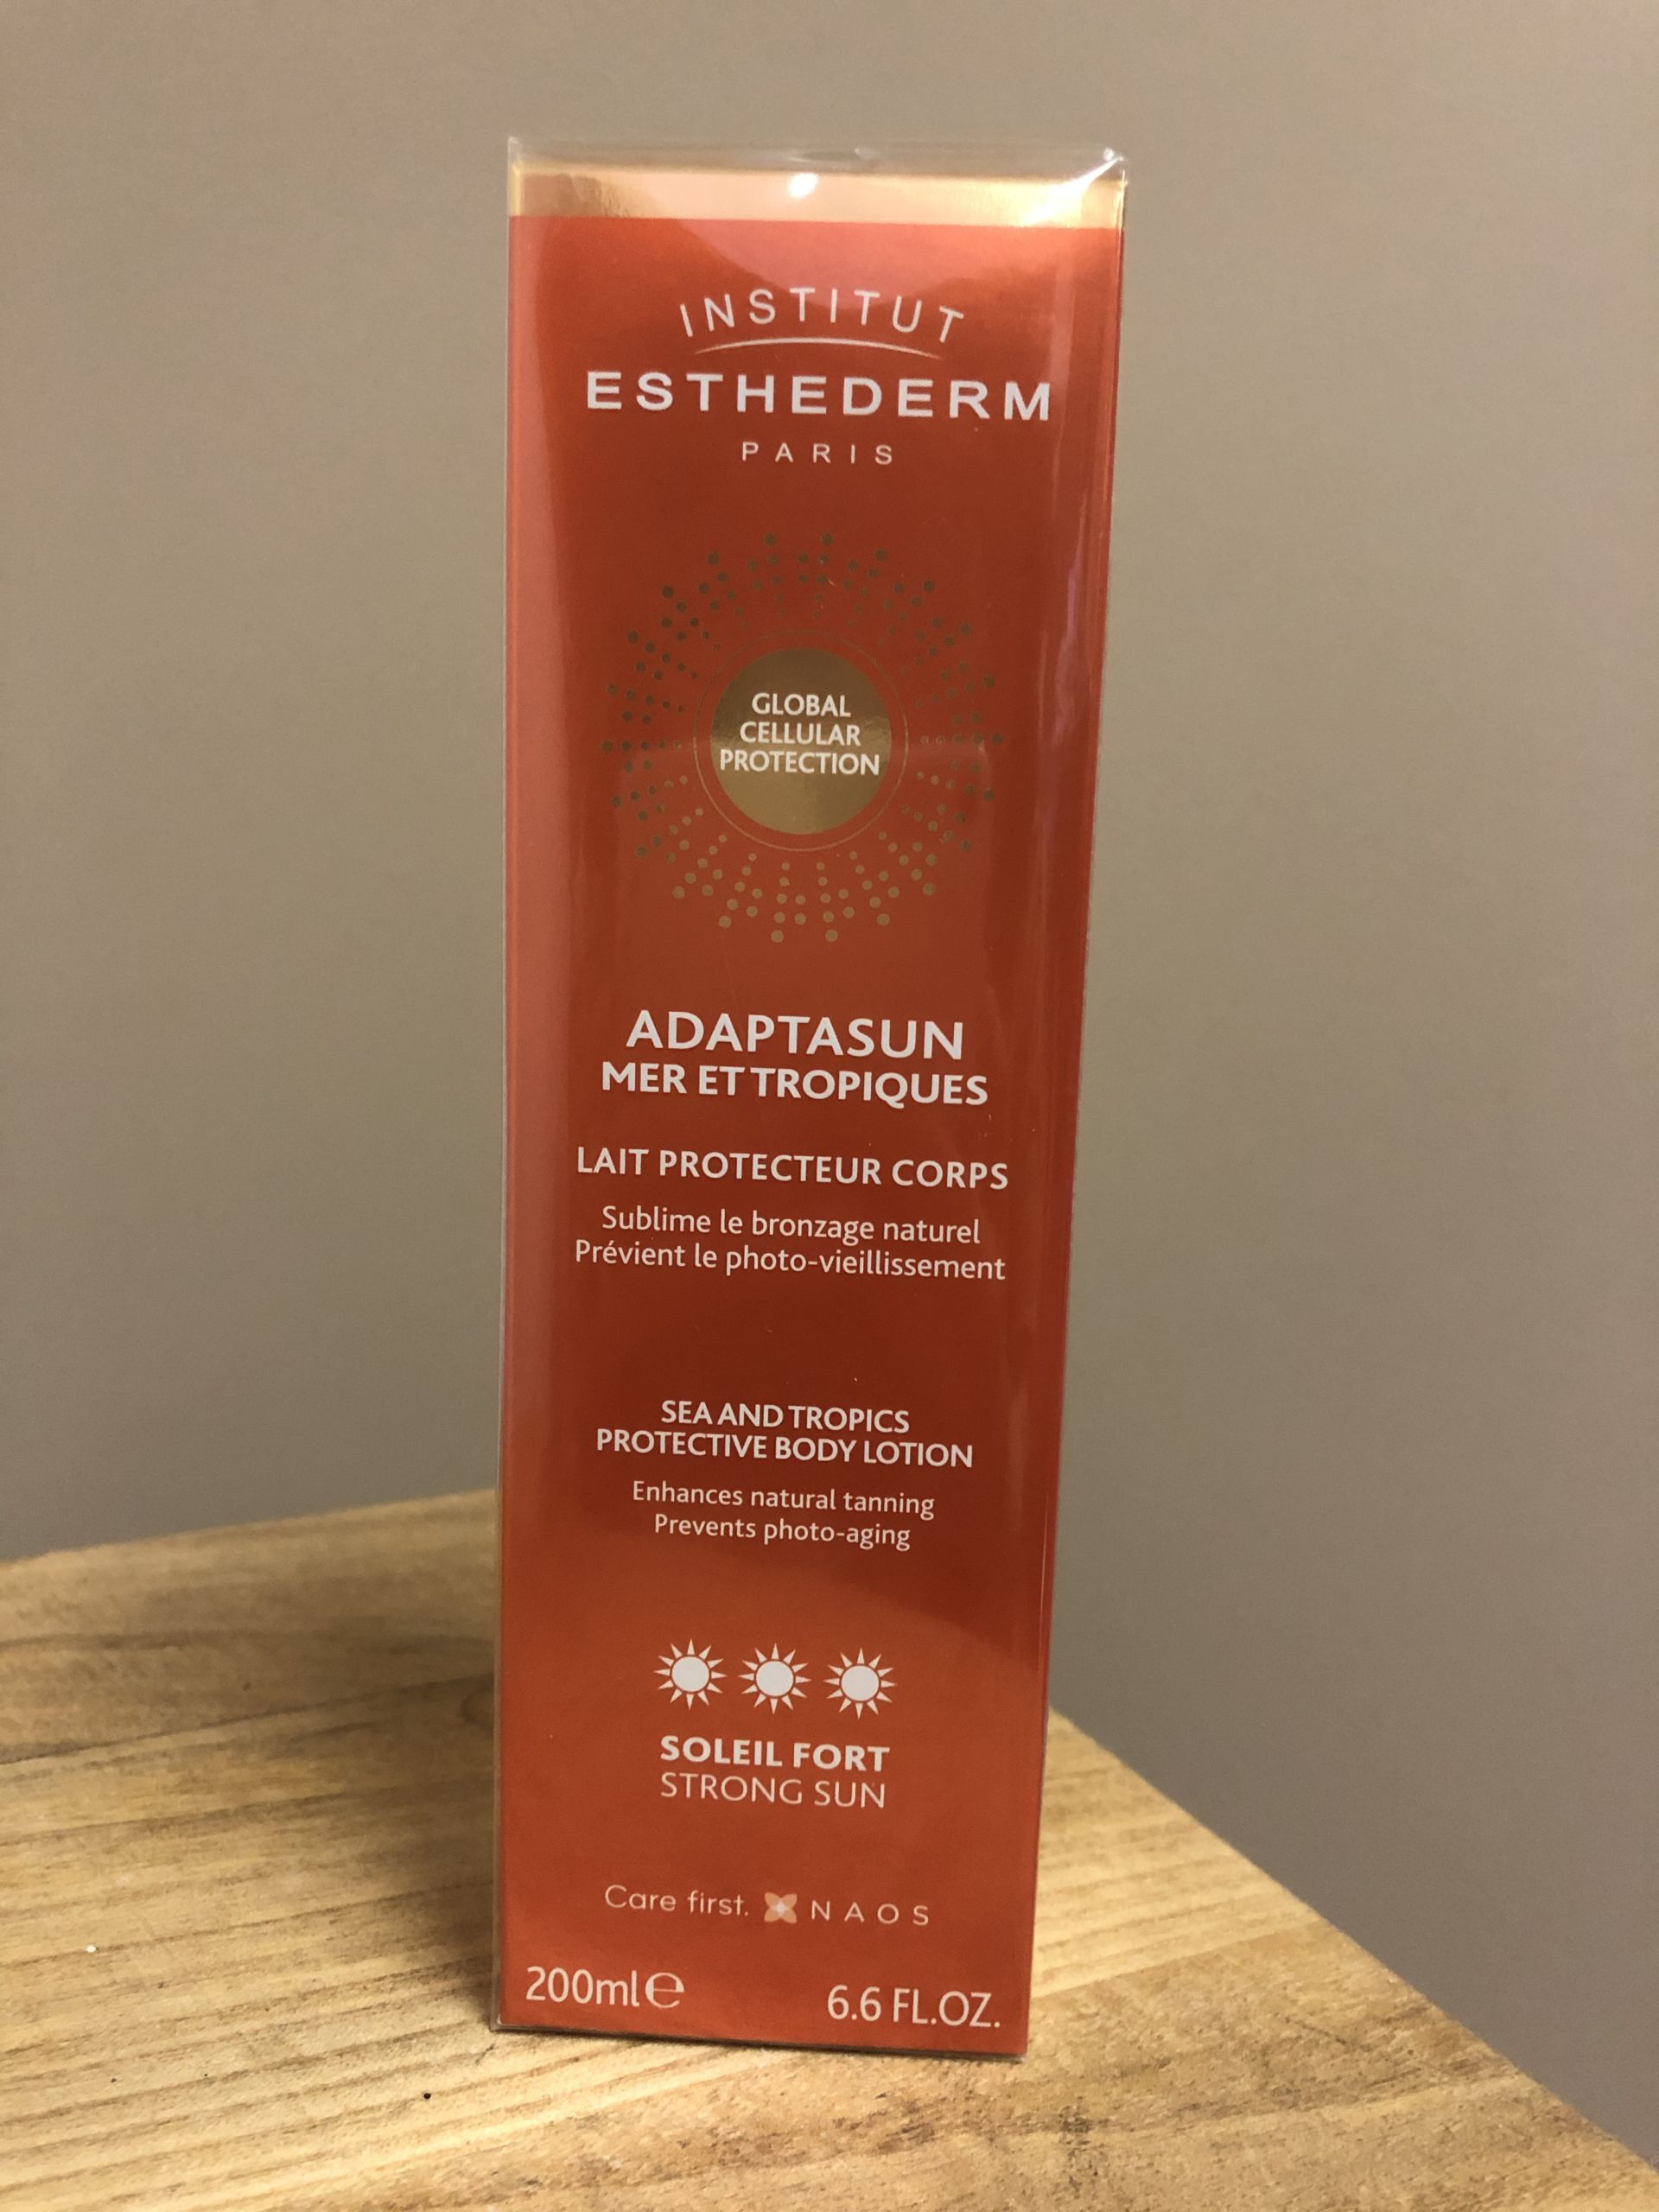 INSTITUT
ESTHEDERM
PARIS
GLOBAL
CELLULAR
PROTECTION
ADAPTASUN
MER ET TROPIQUES
LAIT PROTECTEUR CORPS
Sublime le bronzage naturel
Prévient le photo-vieillissement
SEA AND TROPICS
PROTECTIVE BODY LOTION
Enhances natural tanning
Prevents photo-aging
SOLEIL FORT
STRONG SUN
Care first. NAOS
200ml℮ 6.6 FL.OZ.